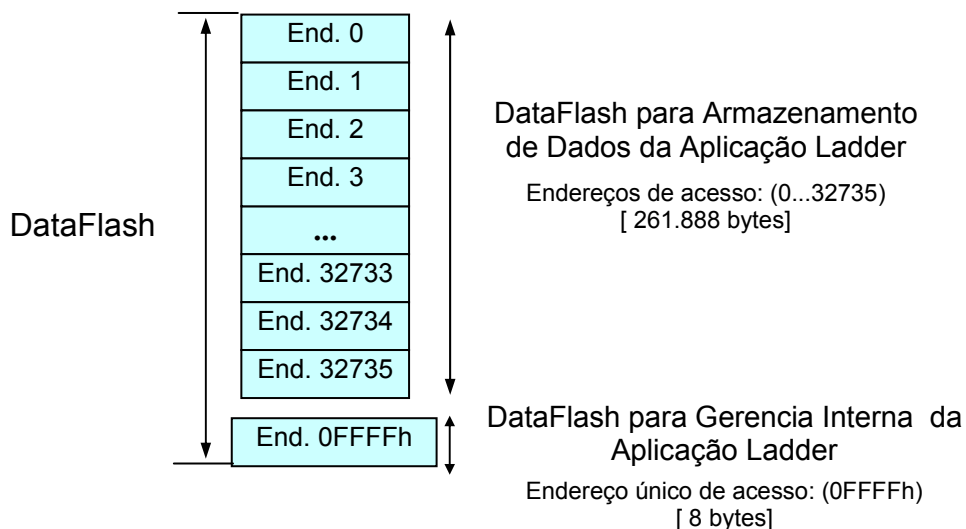 End. 0
End. 1
End. 2
End. 3
...
End. 32733
End. 32734
End. 32735
End. 0FFFFh
DataFlash
DataFlash para Armazenamento
de Dados da Aplicação Ladder
Endereços de acesso: (0...32735)
[ 261.888 bytes]
DataFlash para Gerencia Interna da
Aplicação Ladder
Endereço único de acesso: (0FFFFh)
[ 8 bytes]